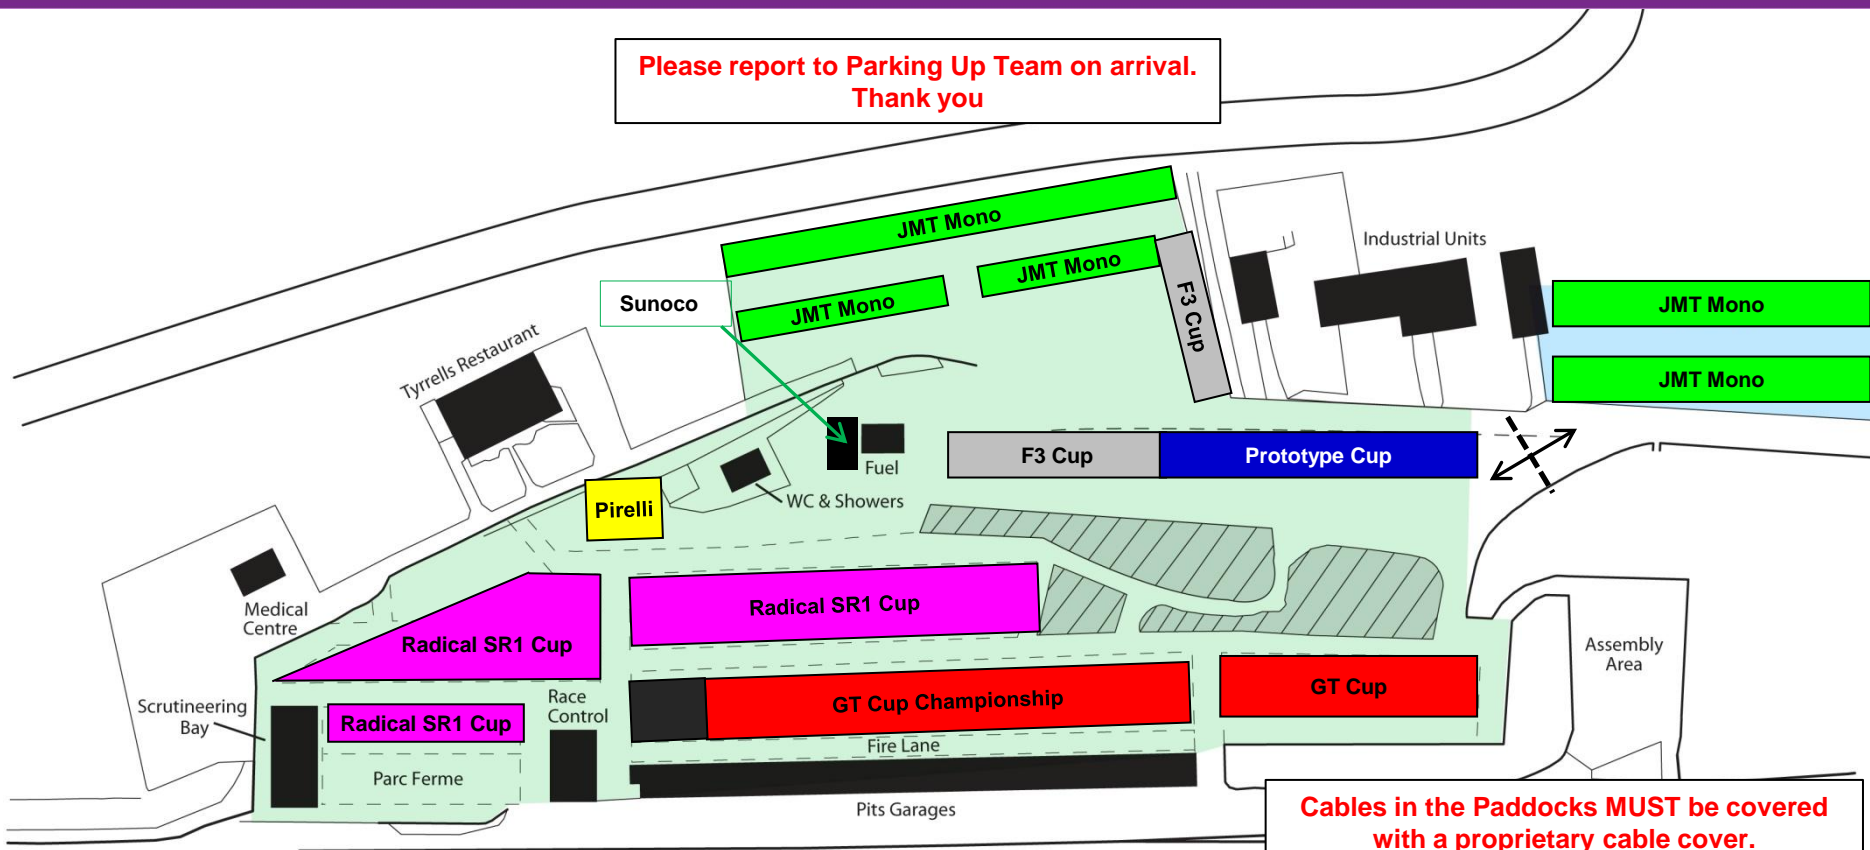 Please report to Parking Up Team on arrival.
Thank you
JMT Mono
JMT Mono
JMT Mono
F3 Cup
Industrial Units
JMT Mono
JMT Mono
Sunoco
Tyrrells Restaurant
Fuel
F3 Cup
Prototype Cup
WC & Showers
Pirelli
Medical
Centre
Radical SR1 Cup
Radical SR1 Cup
Assembly
Area
Scrutineering
Bay
Radical SR1 Cup
Race
Control
GT Cup Championship
GT Cup
Fire Lane
Parc Ferme
Pits Garages
Cables in the Paddocks MUST be covered
with a proprietary cable cover.